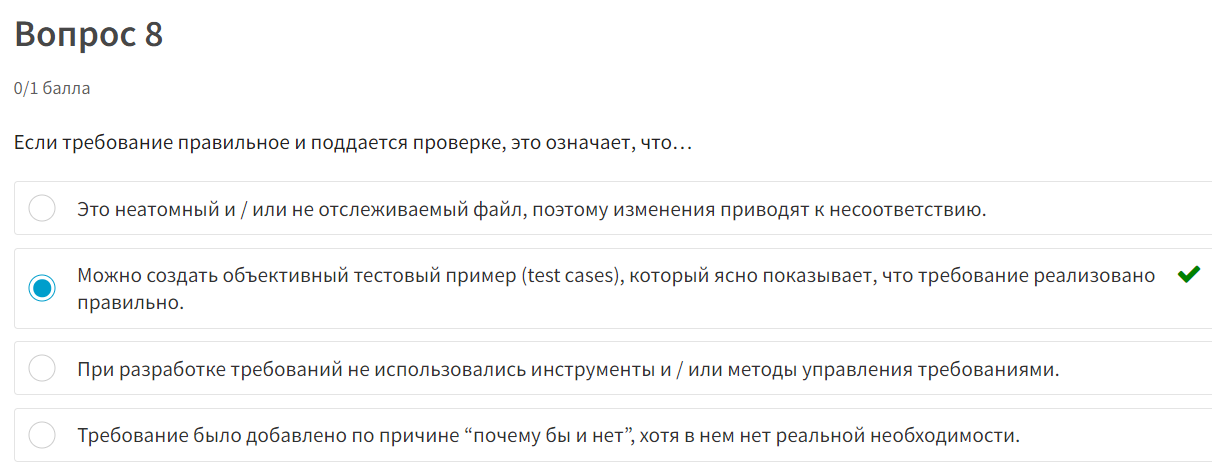 Вопрос 8
0/1 балла
Если требование правильное и поддается проверке, это означает, что…
Это неатомный и / или не отслеживаемый файл, поэтому изменения приводят к несоответствию.
Можно создать объективный тестовый пример (test cases), который ясно показывает, что требование реализовано
правильно.
При разработке требований не использовались инструменты и / или методы управления требованиями.
Требование было добавлено по причине “почему бы и нет”, хотя в нем нет реальной необходимости.